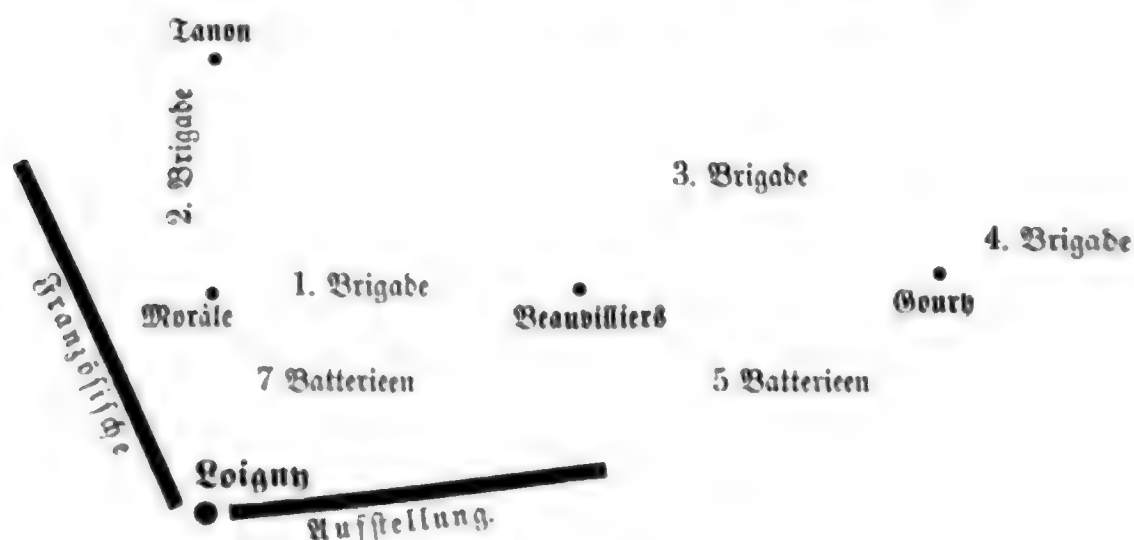 Tanon
2. Brigade
3. Brigade
4. Brigade
1. Brigade
Morâle
Beauvilliers
Goury
7 Batterieen
5 Batterieen
Französische
Loigny
Aufstellung.